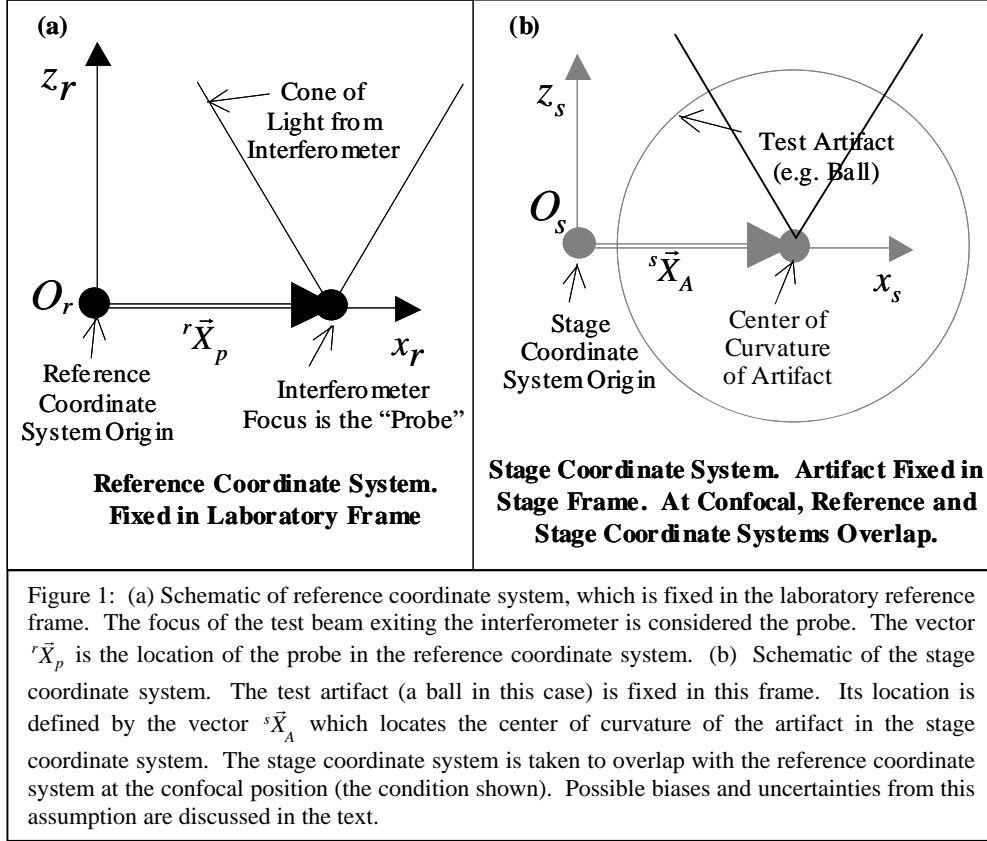 (a)
z_r
Cone of
Light from
Interferometer
O_r
^r\vec{X}_p
x_r
Reference
Coordinate
System Origin
Interferometer
Focus is the “Probe”
Reference Coordinate System.
Fixed in Laboratory Frame
(b)
z_s
Test Artifact
(e.g. Ball)
O_s
^s\vec{X}_A
x_s
Stage
Coordinate
System Origin
Center of
Curvature
of Artifact
Stage Coordinate System. Artifact Fixed in
Stage Frame. At Confocal, Reference and
Stage Coordinate Systems Overlap.
Figure 1: (a) Schematic of reference coordinate system, which is fixed in the laboratory reference
frame. The focus of the test beam exiting the interferometer is considered the probe. The vector
^r\vec{X}_p is the location of the probe in the reference coordinate system. (b) Schematic of the stage
coordinate system. The test artifact (a ball in this case) is fixed in this frame. Its location is
defined by the vector ^s\vec{X}_A which locates the center of curvature of the artifact in the stage
coordinate system. The stage coordinate system is taken to overlap with the reference coordinate
system at the confocal position (the condition shown). Possible biases and uncertainties from this
assumption are discussed in the text.